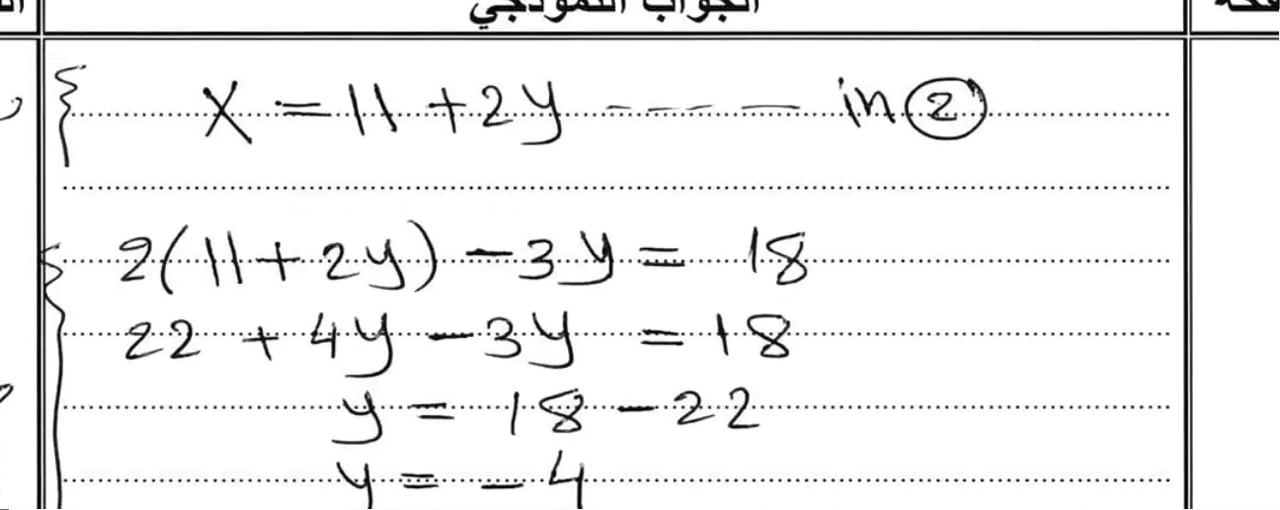 الجواب النموذجي
x = 11 + 2y ---- in ②
2(11 + 2y) - 3y = 18
22 + 4y - 3y = 18
y = 18 - 22
y = - 4